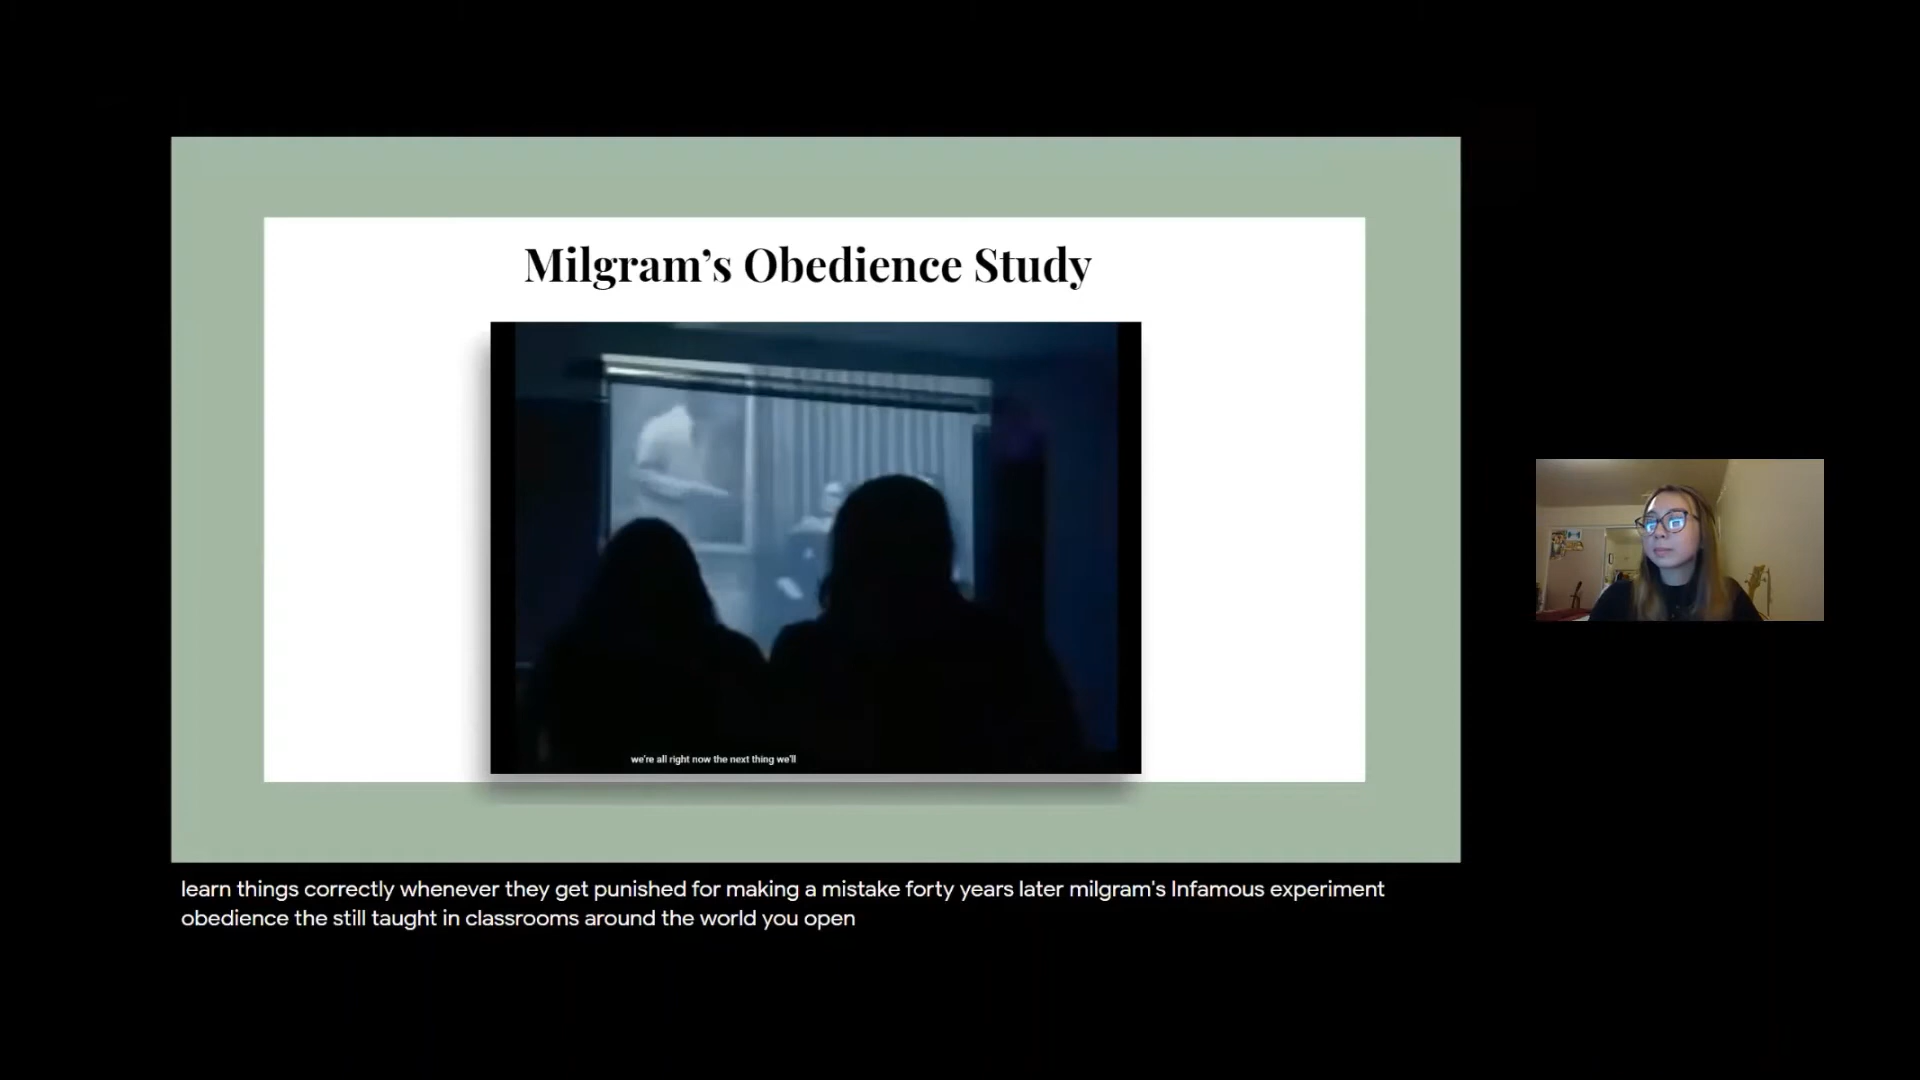 Milgram’s Obedience Study
we're all right now the next thing we'll
learn things correctly whenever they get punished for making a mistake forty years later milgram's Infamous experiment
obedience the still taught in classrooms around the world you open